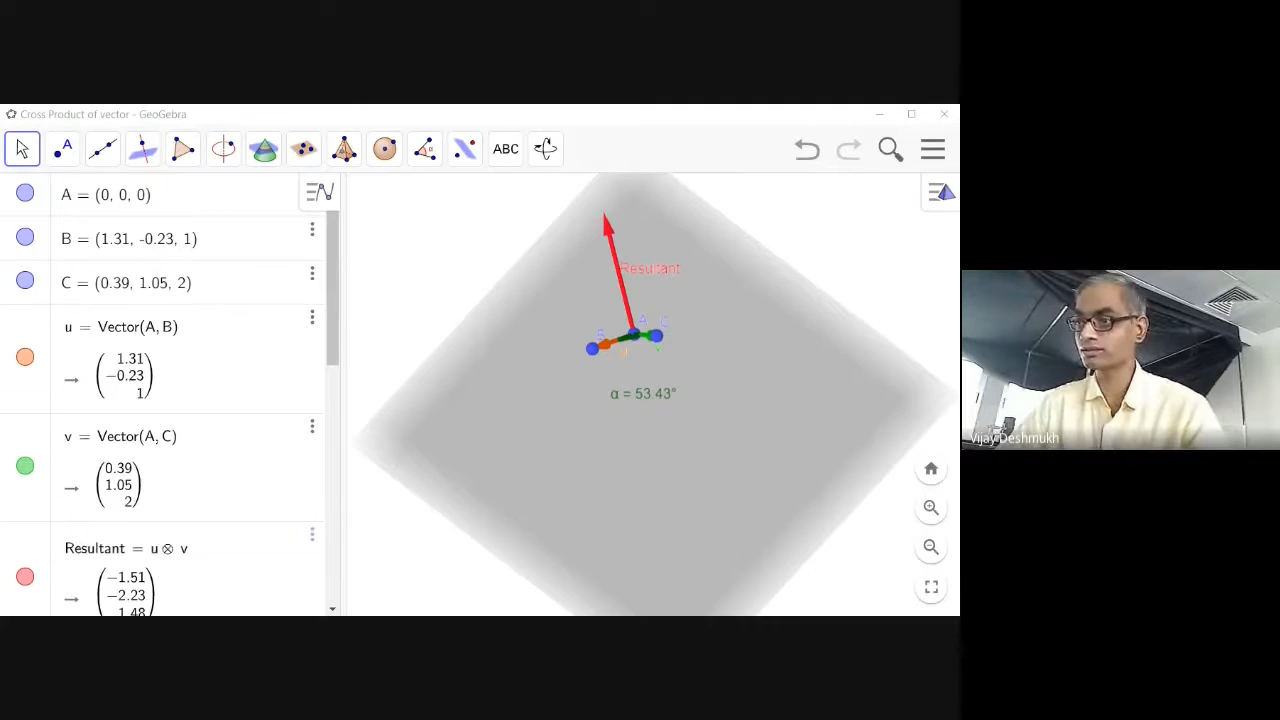 Cross Product of vector - GeoGebra
A
ABC
A = (0, 0, 0)
B = (1.31, -0.23, 1)
C = (0.39, 1.05, 2)
u = Vector(A, B)
→ (1.31
−0.23
1)
v = Vector(A, C)
→ (0.39
1.05
2)
Resultant = u ⊗ v
→ (−1.51
−2.23
1.48)
Resultant
B
A
C
u
v
α = 53.43°
Vijay Deshmukh